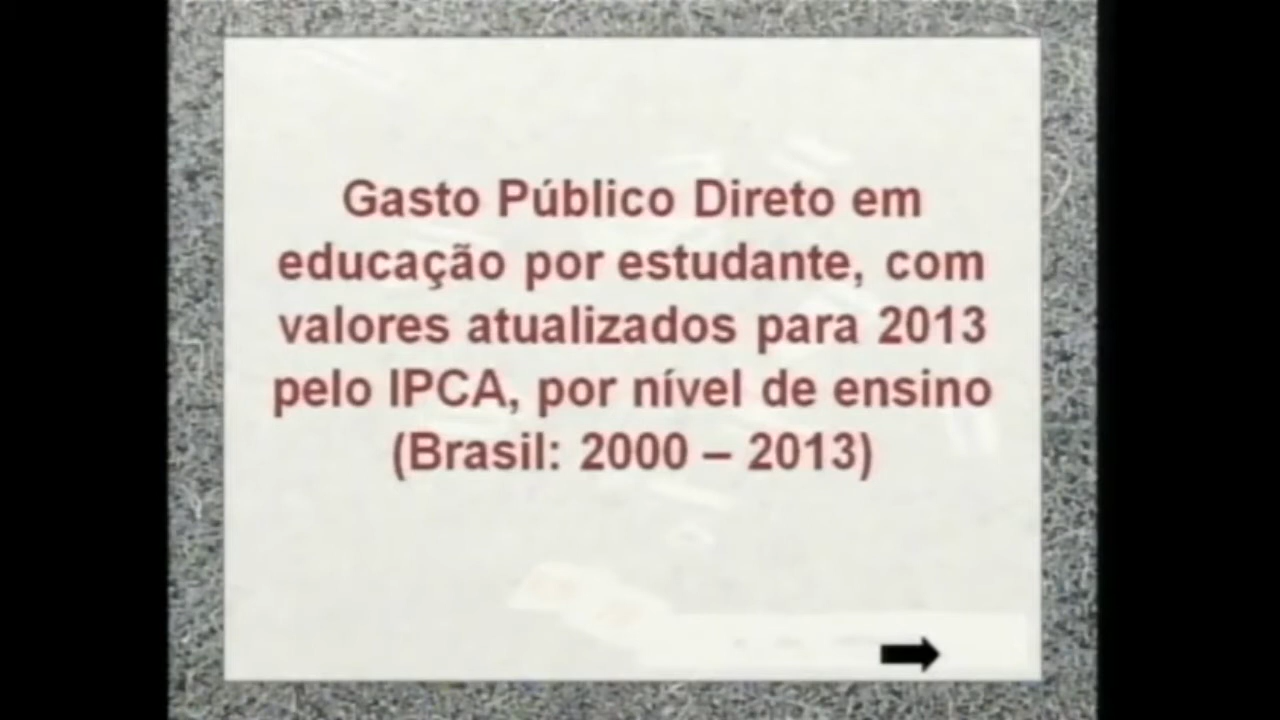 Gasto Público Direto em
educação por estudante, com
valores atualizados para 2013
pelo IPCA, por nível de ensino
(Brasil: 2000 – 2013)